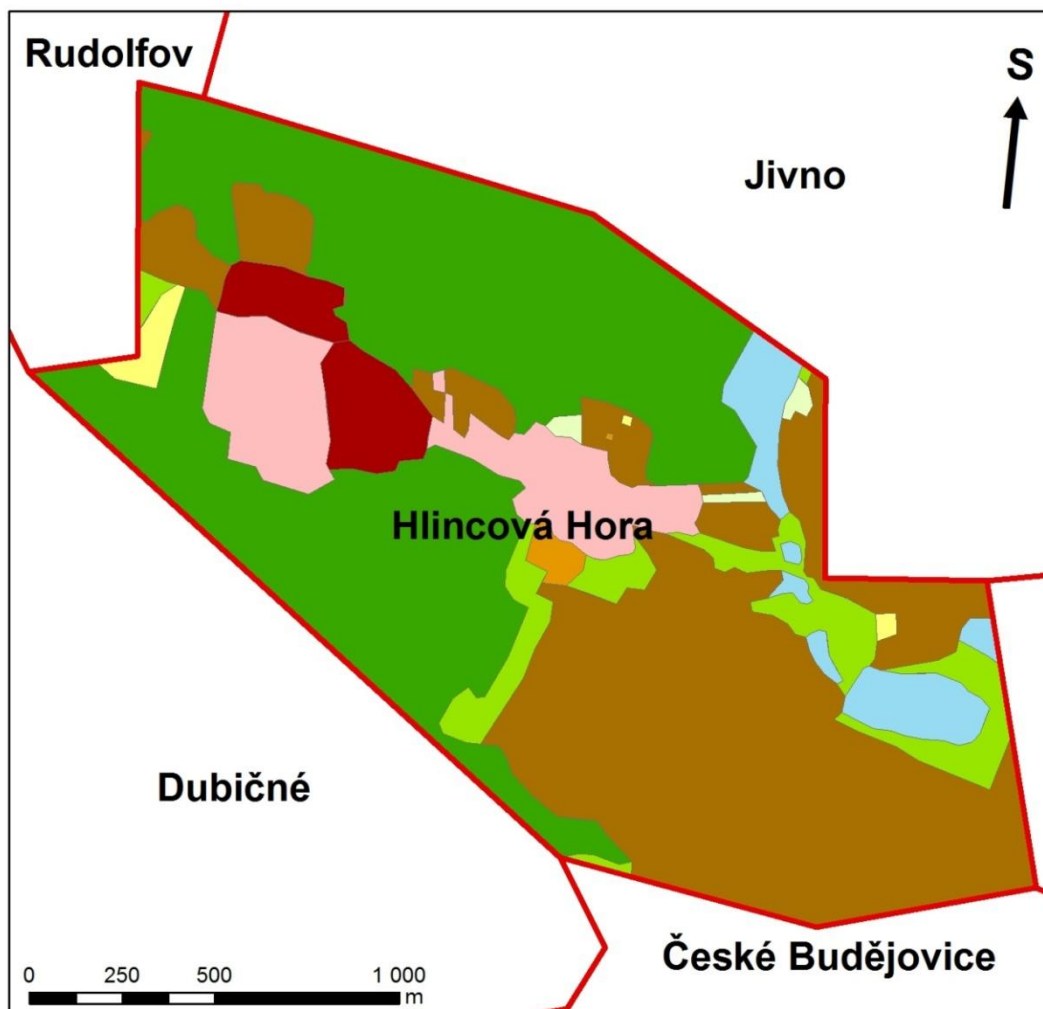 Rudolfov
S
Jivno
Hlincová Hora
Dubičné
České Budějovice
0 250 500 1 000
m